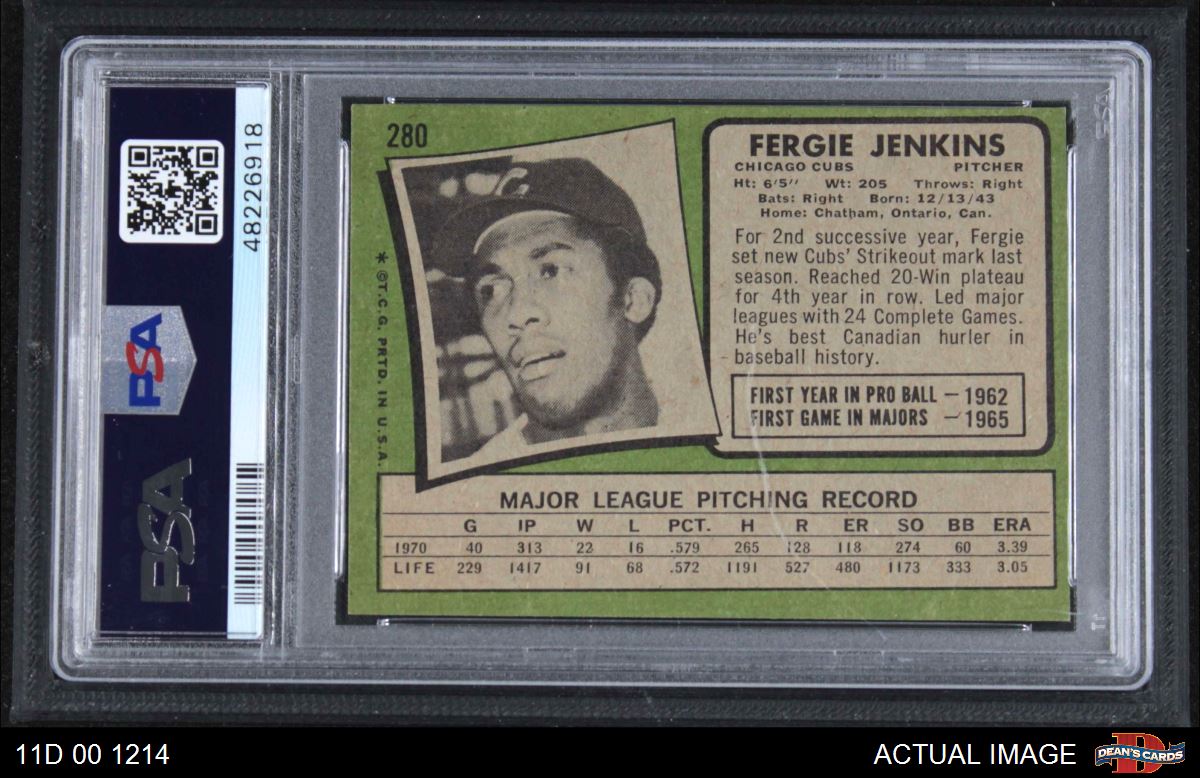 48226918
PSA
PSA
280
* ©T.C.G. PRTD. IN U.S.A.
FERGIE JENKINS
CHICAGO CUBS PITCHER
Ht: 6'5" Wt: 205 Throws: Right
Bats: Right Born: 12/13/43
Home: Chatham, Ontario, Can.
For 2nd successive year, Fergie
set new Cubs' Strikeout mark last
season. Reached 20-Win plateau
for 4th year in row. Led major
leagues with 24 Complete Games.
He's best Canadian hurler in
baseball history.
FIRST YEAR IN PRO BALL — 1962
FIRST GAME IN MAJORS — 1965
MAJOR LEAGUE PITCHING RECORD
G IP W L PCT. H R ER SO BB ERA
1970 40 313 22 16 .579 265 128 118 274 60 3.39
LIFE 229 1417 91 68 .572 1191 527 480 1173 333 3.05
C
PSA
11D 00 1214
ACTUAL IMAGE
DEAN'S CARDS